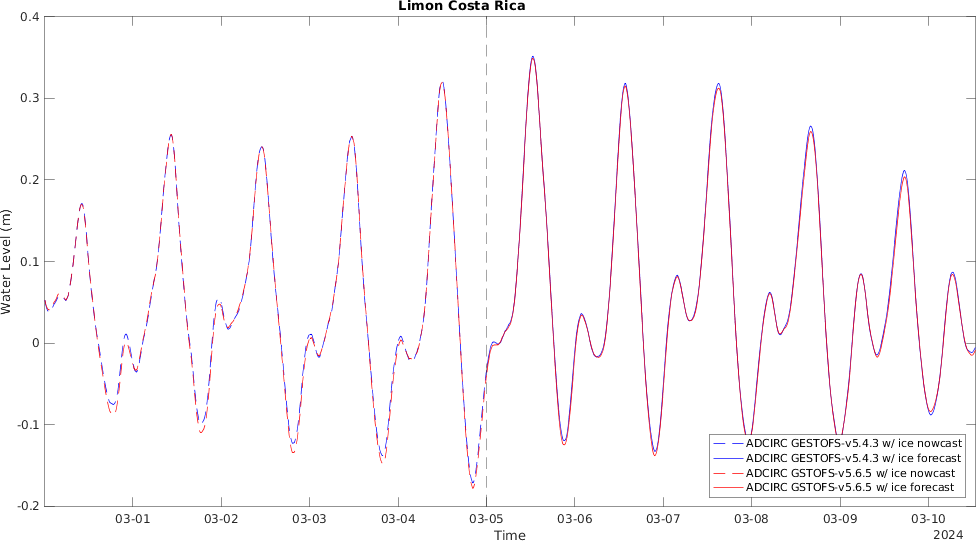 Limon Costa Rica
0.4
0.3
0.2
0.1
0
-0.1
-0.2
Water Level (m)
03-01 03-02 03-03 03-04 03-05 03-06 03-07 03-08 03-09 03-10
Time
2024
ADCIRC GESTOFS-v5.4.3 w/ ice nowcast
ADCIRC GESTOFS-v5.4.3 w/ ice forecast
ADCIRC GSTOFS-v5.6.5 w/ ice nowcast
ADCIRC GSTOFS-v5.6.5 w/ ice forecast